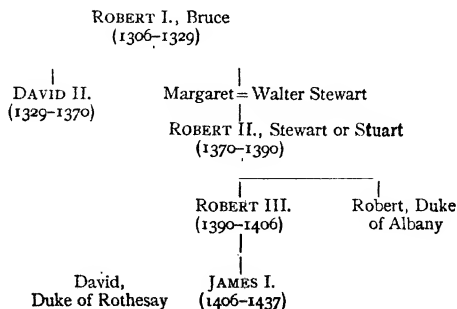 ROBERT I., Bruce
(1306–1329)
DAVID II.
(1329–1370)
Margaret = Walter Stewart
ROBERT II., Stewart or Stuart
(1370–1390)
ROBERT III.
(1390–1406)
Robert, Duke
of Albany
David,
Duke of Rothesay
JAMES I.
(1406–1437)